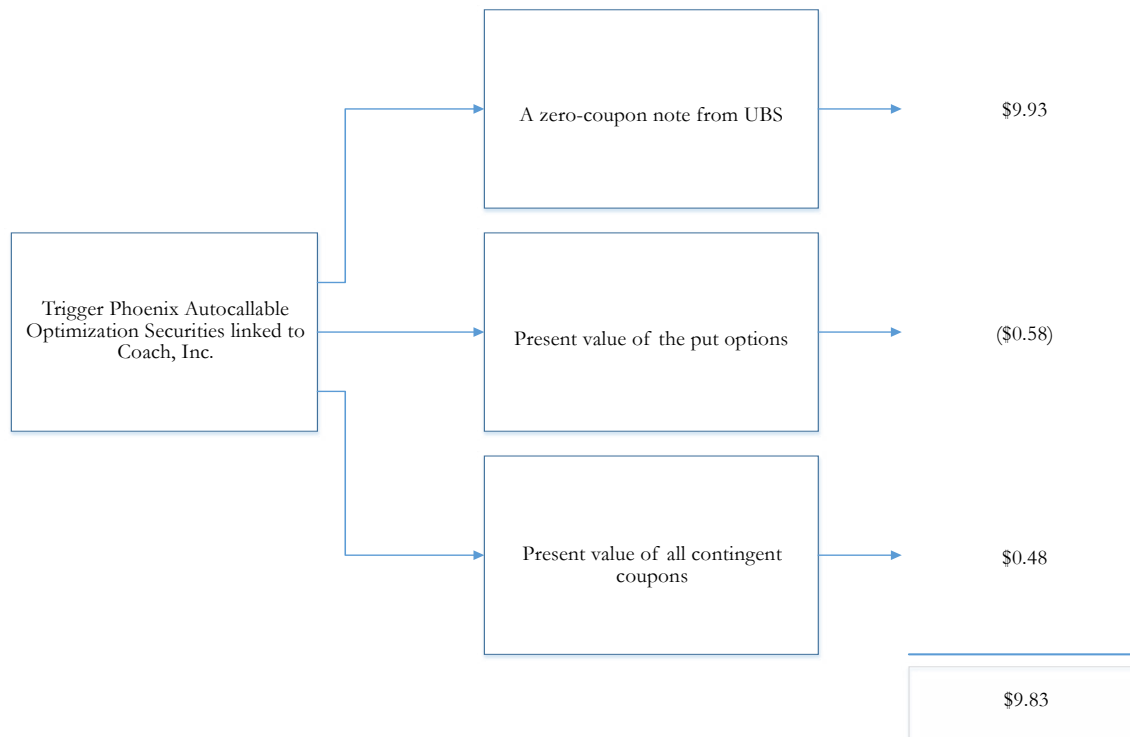 A zero-coupon note from UBS
$9.93
Trigger Phoenix Autocallable
Optimization Securities linked to
Coach, Inc.
Present value of the put options
($0.58)
Present value of all contingent
coupons
$0.48
$9.83